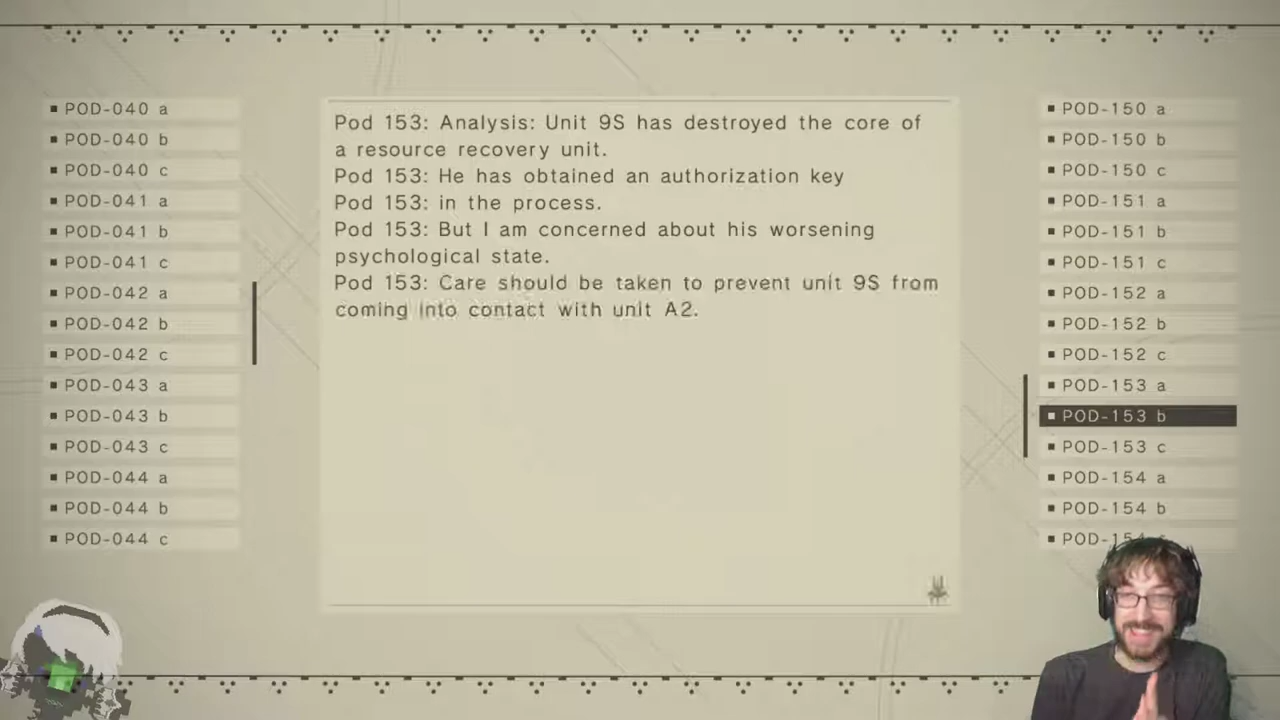 POD-040 a
POD-040 b
POD-040 c
POD-041 a
POD-041 b
POD-041 c
POD-042 a
POD-042 b
POD-042 c
POD-043 a
POD-043 b
POD-043 c
POD-044 a
POD-044 b
POD-044 c
Pod 153: Analysis: Unit 9S has destroyed the core of
a resource recovery unit.
Pod 153: He has obtained an authorization key
Pod 153: in the process.
Pod 153: But I am concerned about his worsening
psychological state.
Pod 153: Care should be taken to prevent unit 9S from
coming into contact with unit A2.
POD-150 a
POD-150 b
POD-150 c
POD-151 a
POD-151 b
POD-151 c
POD-152 a
POD-152 b
POD-152 c
POD-153 a
POD-153 b
POD-153 c
POD-154 a
POD-154 b
POD-154 c